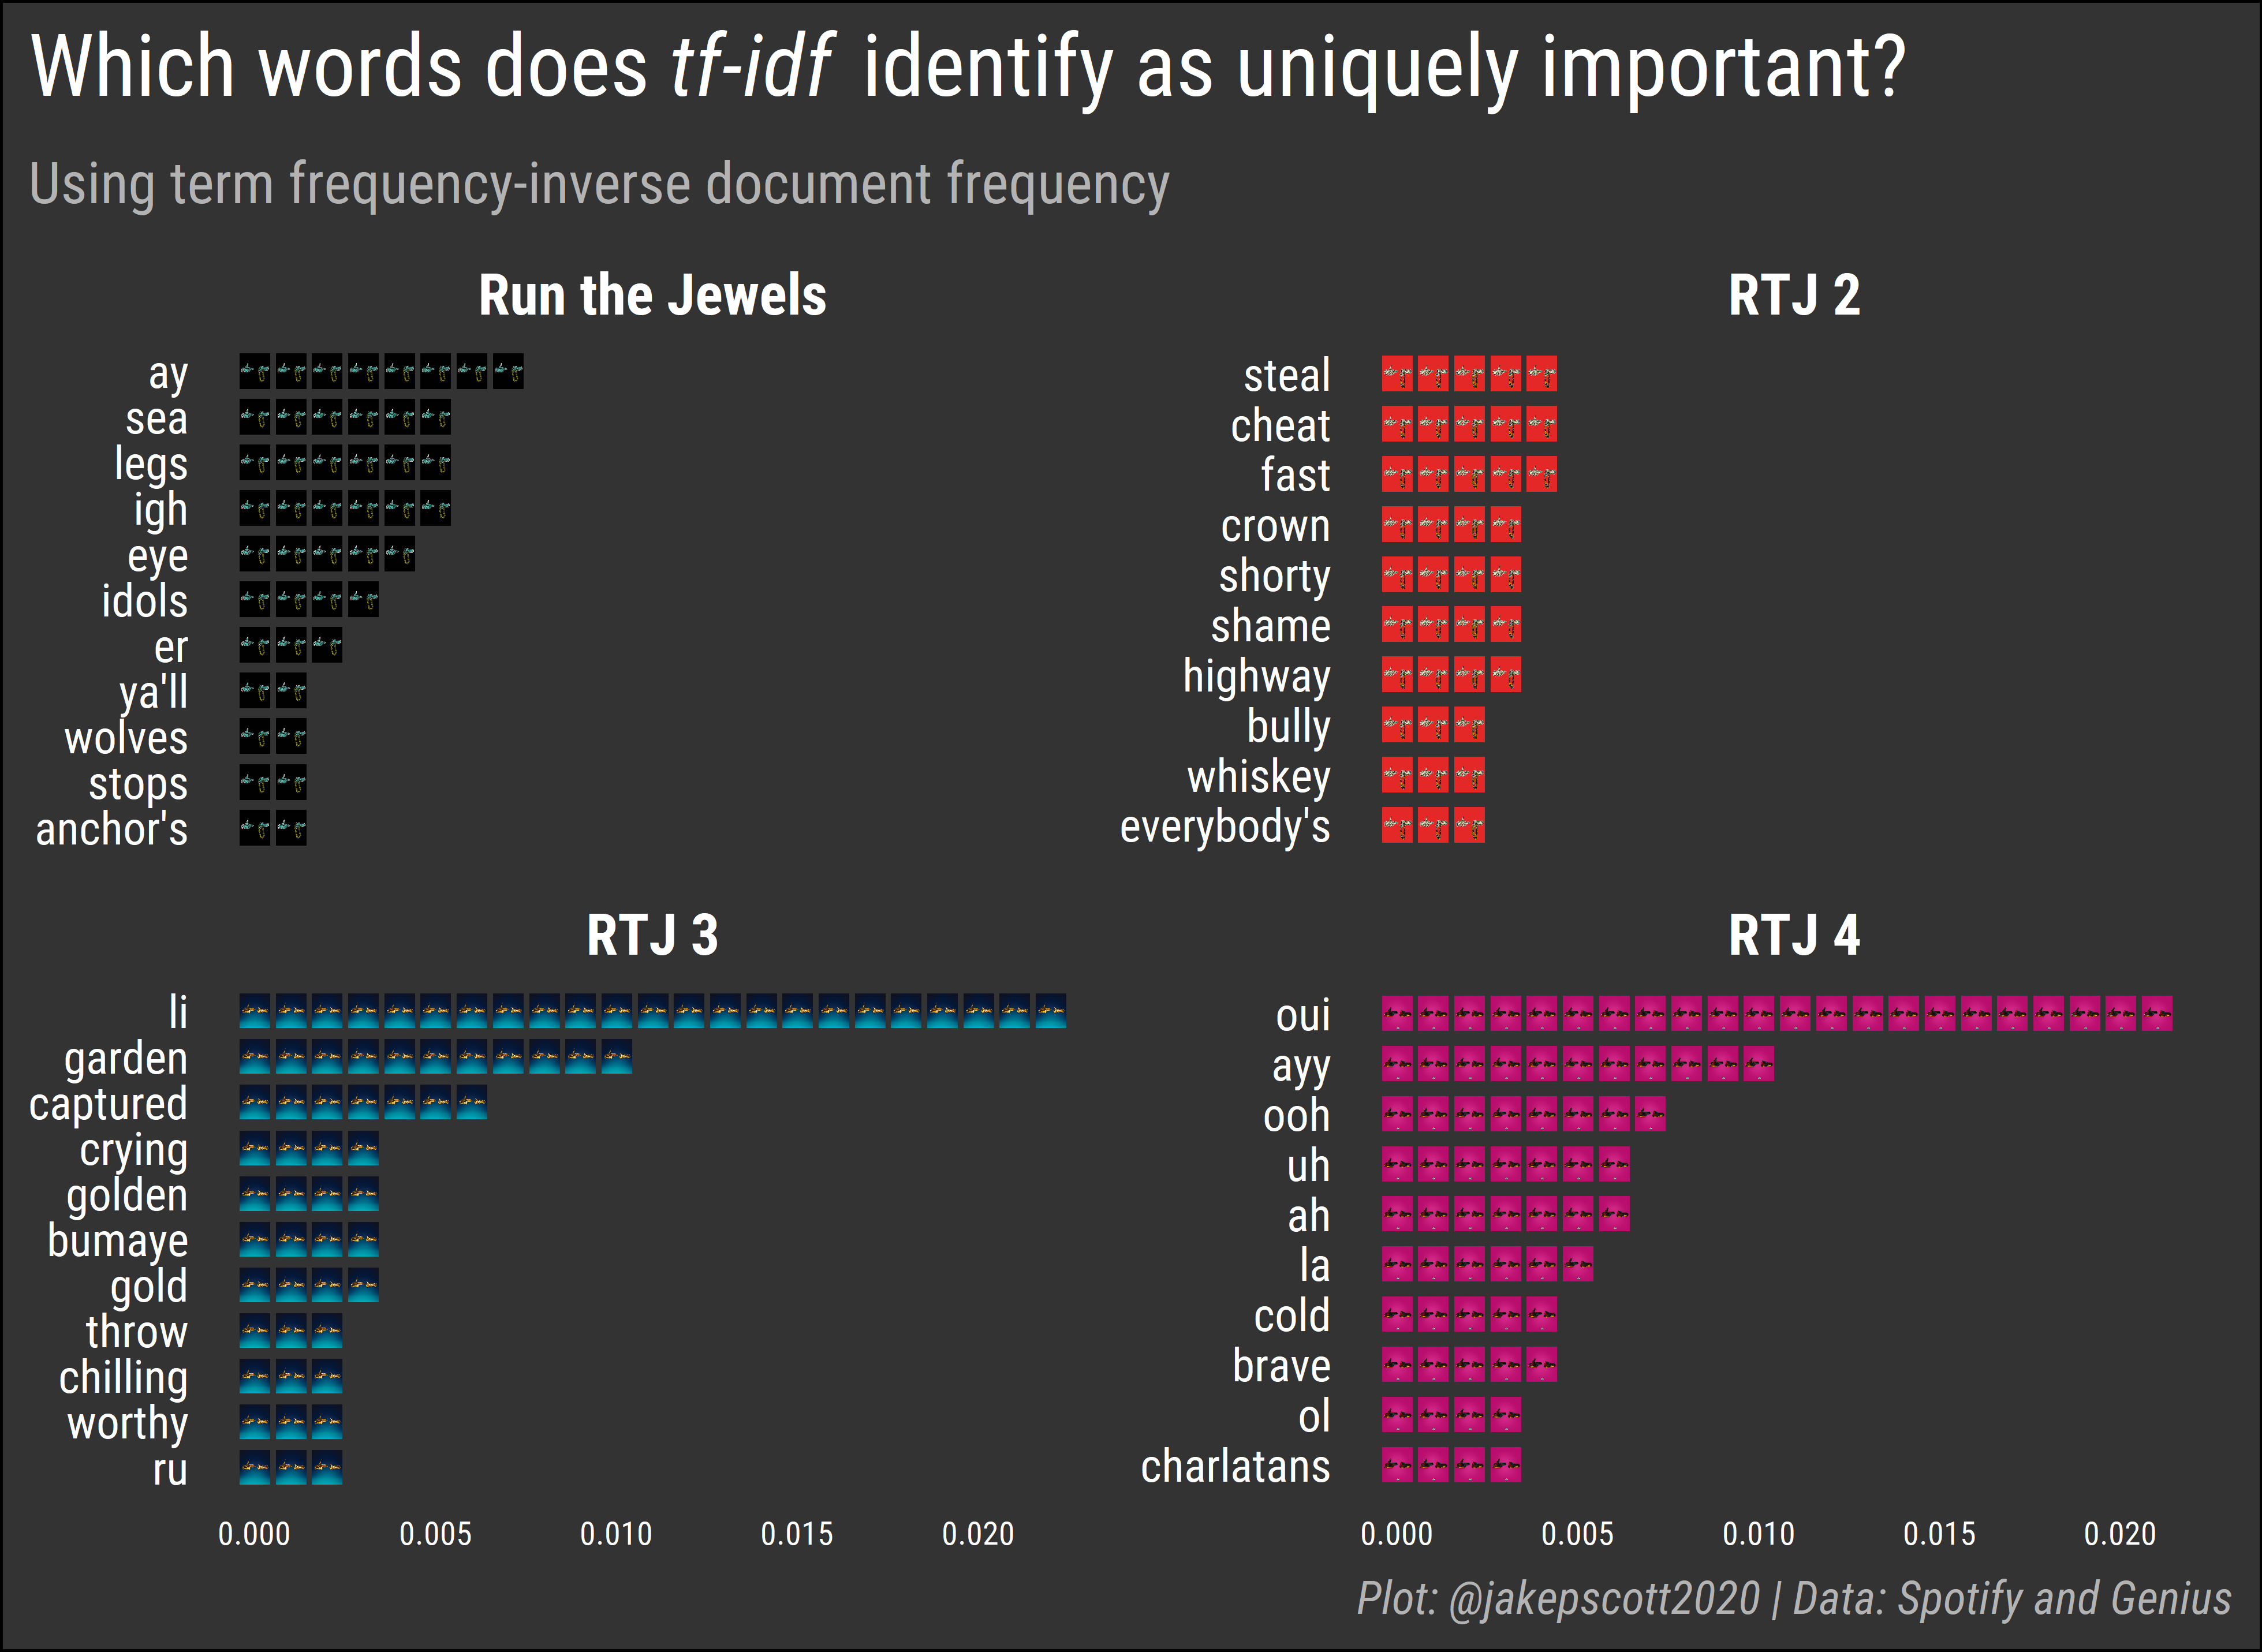 Which words does tf-idf identify as uniquely important?
Using term frequency-inverse document frequency
Run the Jewels
ay
sea
legs
igh
eye
idols
er
ya'll
wolves
stops
anchor's
RTJ 2
steal
cheat
fast
crown
shorty
shame
highway
bully
whiskey
everybody's
RTJ 3
li
garden
captured
crying
golden
bumaye
gold
throw
chilling
worthy
ru
0.000 0.005 0.010 0.015 0.020
RTJ 4
oui
ayy
ooh
uh
ah
la
cold
brave
ol
charlatans
0.000 0.005 0.010 0.015 0.020
Plot: @jakepscott2020 | Data: Spotify and Genius